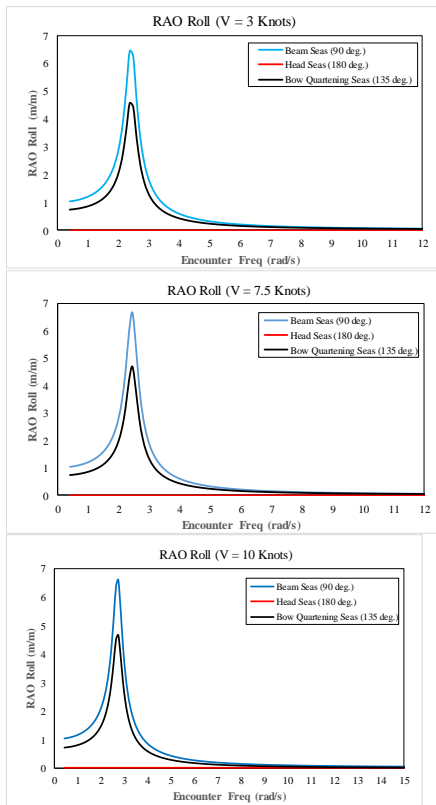 RAO Roll (V = 3 Knots)
7
6
5
4
3
2
1
0
RAO Roll (m/m)
Beam Seas (90 deg.)
Head Seas (180 deg.)
Bow Quartening Seas (135 deg.)
0 1 2 3 4 5 6 7 8 9 10 11 12
Encounter Freq (rad/s)
RAO Roll (V = 7.5 Knots)
7
6
5
4
3
2
1
0
RAO Roll (m/m)
Beam Seas (90 deg.)
Head Seas (180 deg.)
Bow Quartening Seas (135 deg.)
0 1 2 3 4 5 6 7 8 9 10 11 12
Encounter Freq (rad/s)
RAO Roll (V = 10 Knots)
7
6
5
4
3
2
1
0
RAO Roll (m/m)
Beam Seas (90 deg.)
Head Seas (180 deg.)
Bow Quartening Seas (135 deg.)
0 1 2 3 4 5 6 7 8 9 10 11 12 13 14 15
Encounter Freq (rad/s)